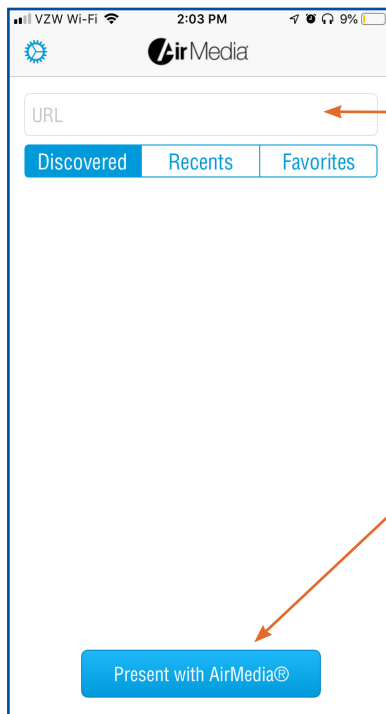 VZW Wi-Fi 2:03 PM 9%
AirMedia
URL
Discovered Recents Favorites
Present with AirMedia®